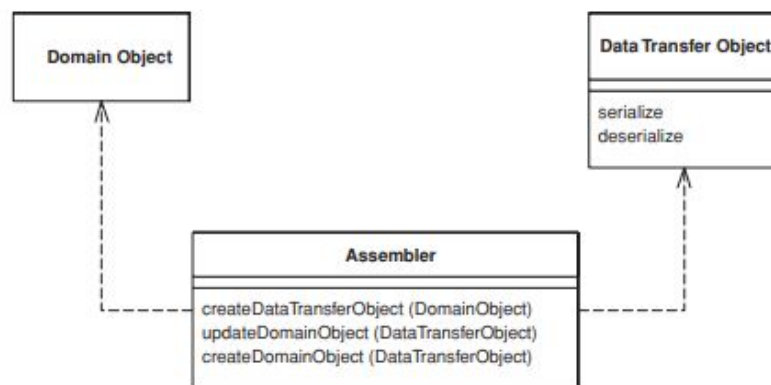 Domain Object
Data Transfer Object
serialize
deserialize
Assembler
createDataTransferObject (DomainObject)
updateDomainObject (DataTransferObject)
createDomainObject (DataTransferObject)